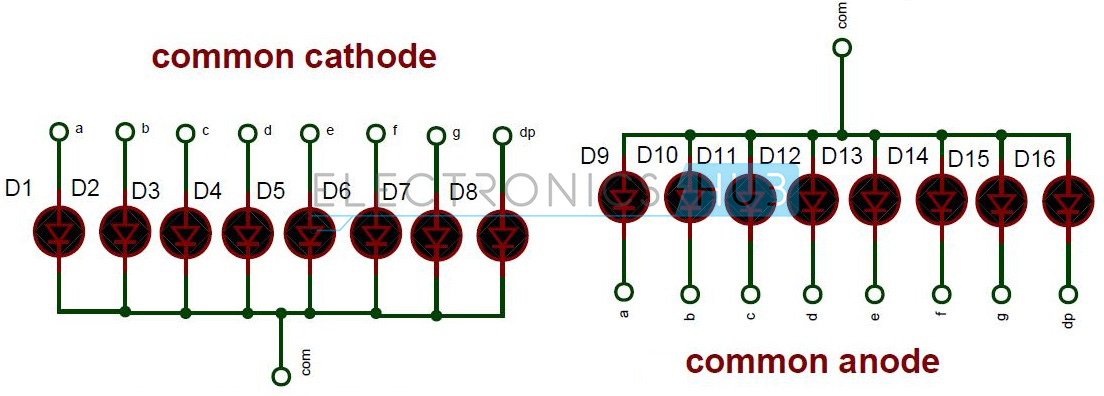 common cathode
a b c d e f g dp
D1 D2 D3 D4 D5 D6 D7 D8
com
com
D9 D10 D11 D12 D13 D14 D15 D16
ELECTRONICS HUB
a b c d e f g dp
common anode